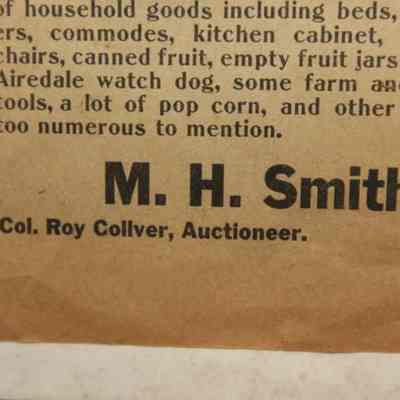 of household goods including beds,
ers, commodes, kitchen cabinet,
chairs, canned fruit, empty fruit jars
Airedale watch dog, some farm and
tools, a lot of pop corn, and other
too numerous to mention.
M. H. Smith
Col. Roy Collver, Auctioneer.